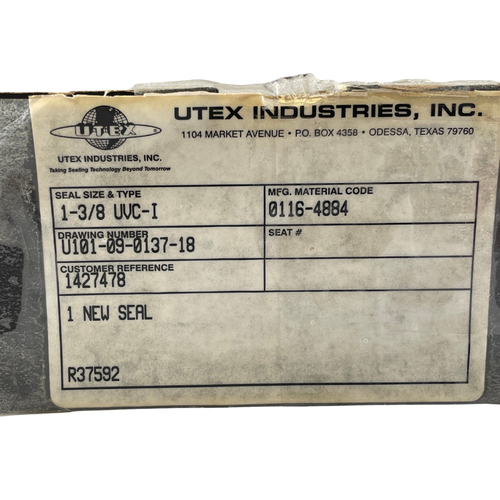 UTEX
UTEX INDUSTRIES, INC.
Taking Sealing Technology Beyond Tomorrow
UTEX INDUSTRIES, INC.
1104 MARKET AVENUE • P.O. BOX 4358 • ODESSA, TEXAS 79760
SEAL SIZE & TYPE
1-3/8 UVC-I
MFG. MATERIAL CODE
0116-4884
DRAWING NUMBER
U101-09-0137-18
SEAT #
CUSTOMER REFERENCE
1427478
1 NEW SEAL
R37592